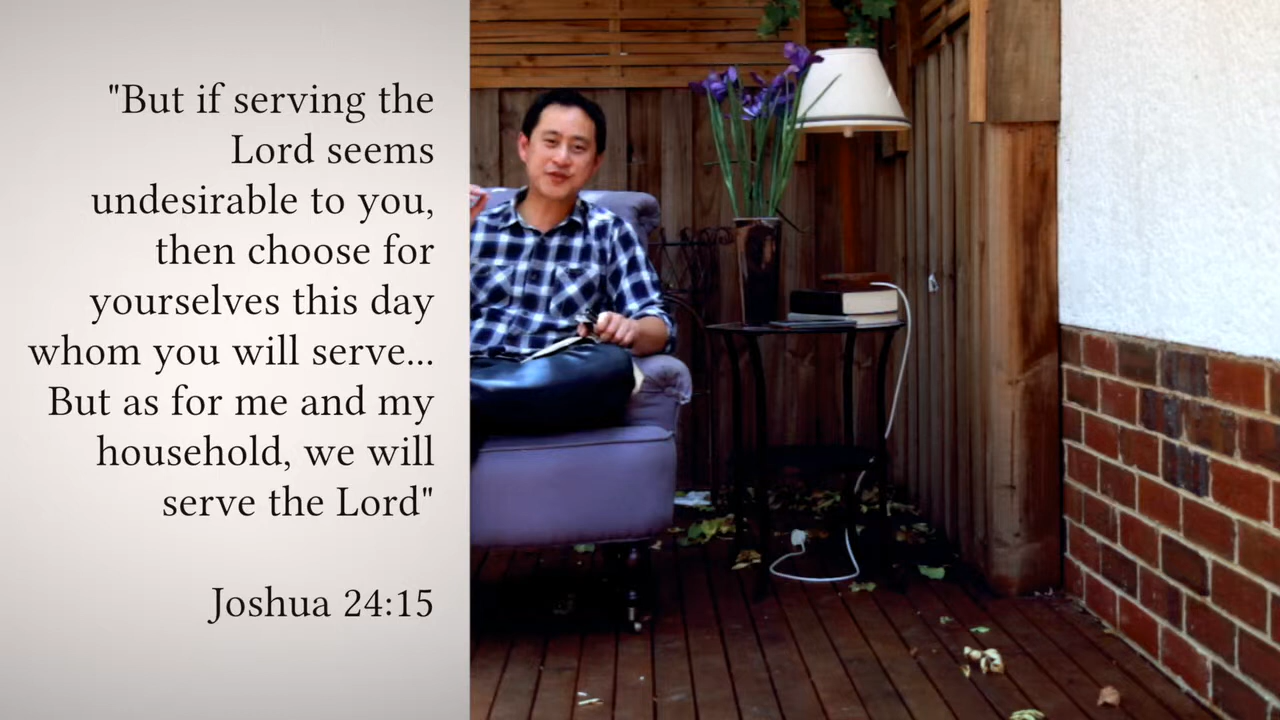 "But if serving the
Lord seems
undesirable to you,
then choose for
yourselves this day
whom you will serve...
But as for me and my
household, we will
serve the Lord"
Joshua 24:15